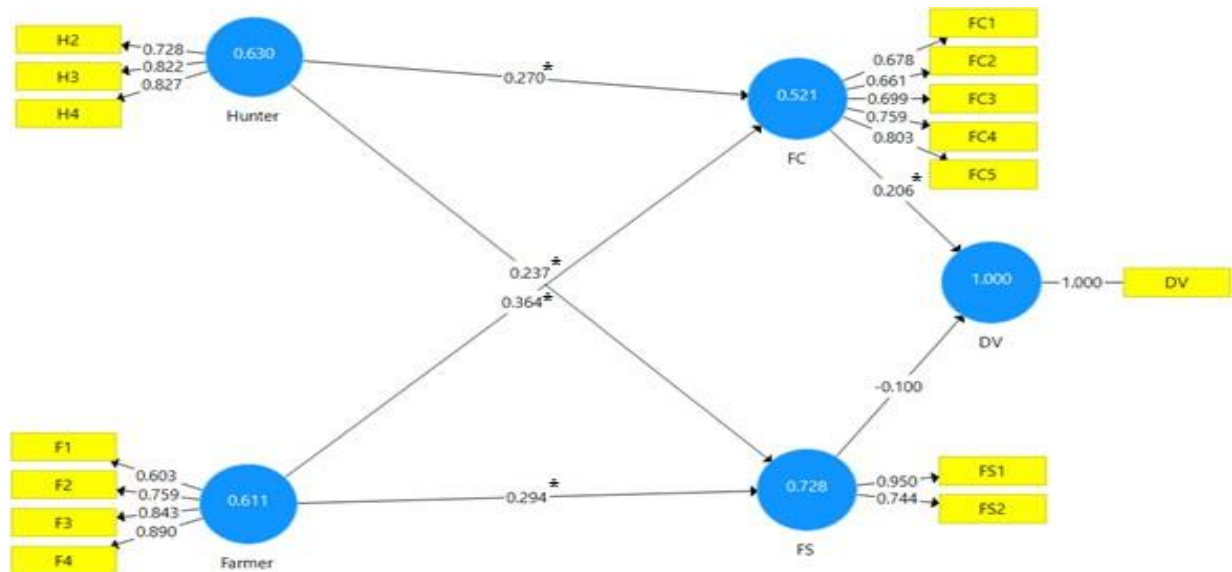 H2
H3
H4
0.728
0.822
0.827
0.630
Hunter
0.270*
0.521
FC
0.678
0.661
0.699
0.759
0.803
FC1
FC2
FC3
FC4
FC5
0.206*
0.237*
0.364*
1.000
DV
1.000
DV
-0.100
F1
F2
F3
F4
0.603
0.759
0.843
0.890
0.611
Farmer
0.294*
0.728
FS
0.950
0.744
FS1
FS2